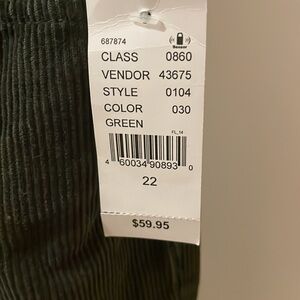 687874
Sensor
CLASS 0860
VENDOR 43675
STYLE 0104
COLOR 030
GREEN
FL_14
4 60034 90893 0
22
$59.95